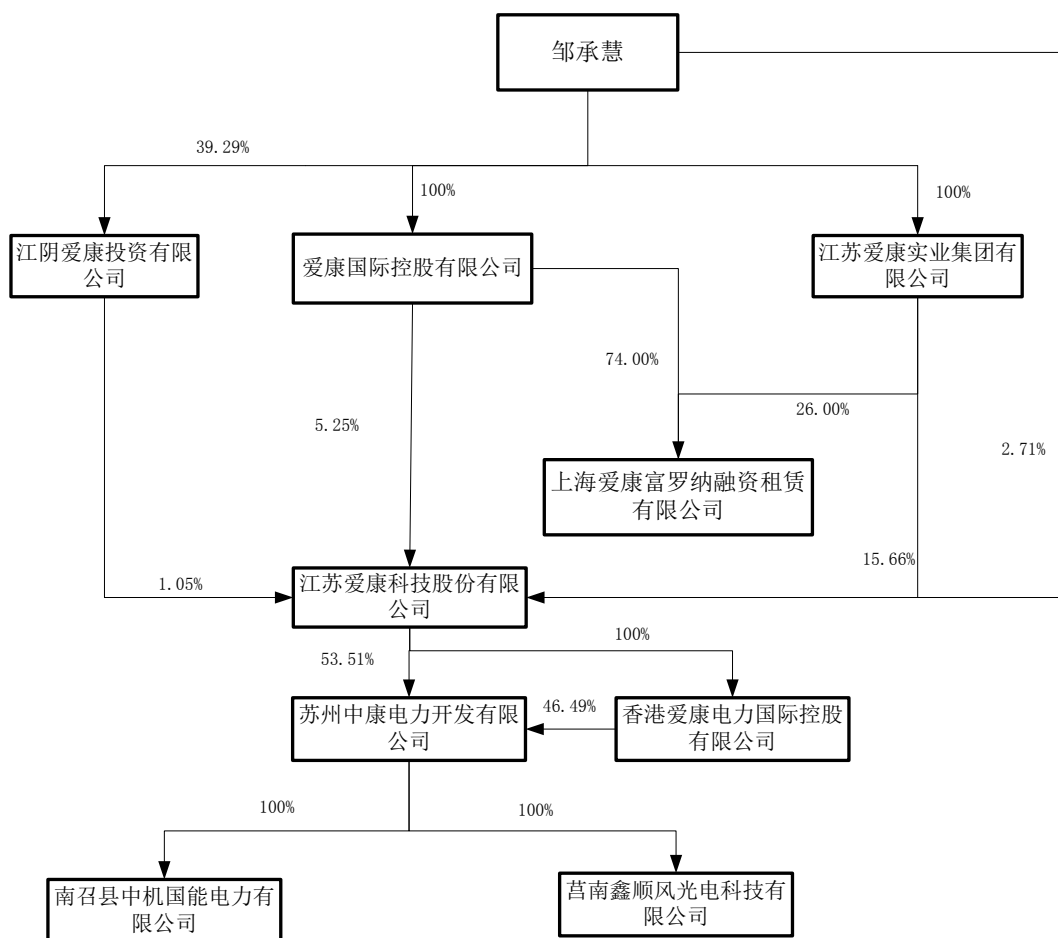 邹承慧
39.29%
100%
100%
江阴爱康投资有限
公司
爱康国际控股有限公司
江苏爱康实业集团有
限公司
74.00%
26.00%
5.25%
2.71%
上海爱康富罗纳融资租赁
有限公司
15.66%
1.05%
江苏爱康科技股份有限
公司
100%
53.51%
46.49%
苏州中康电力开发有限
公司
香港爱康电力国际控股
有限公司
100%
100%
南召县中机国能电力有
限公司
莒南鑫顺风光电科技有
限公司